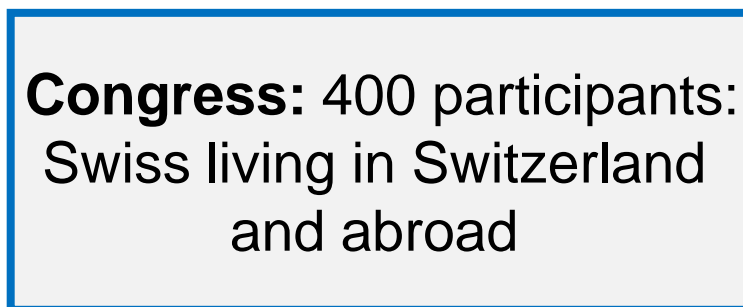 Congress: 400 participants:
Swiss living in Switzerland
and abroad